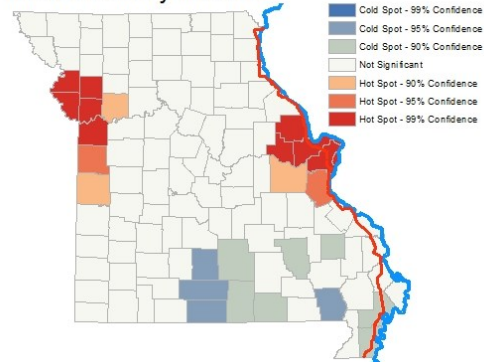 Cold Spot - 99% Confidence
Cold Spot - 95% Confidence
Cold Spot - 90% Confidence
Not Significant
Hot Spot - 90% Confidence
Hot Spot - 95% Confidence
Hot Spot - 99% Confidence